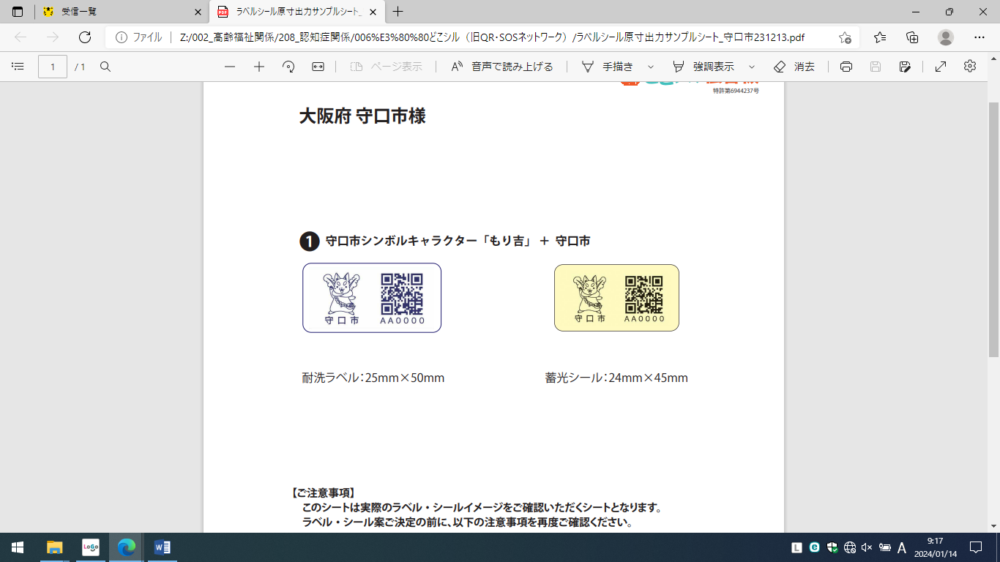 受信一覧
ラベルシール原寸出力サンプルシート_
ファイル
Z:/002_高齢福祉関係/208_認知症関係/006%E3%80%80どこシル（旧QR･SOSネットワーク）/ラベルシール原寸出力サンプルシート_守口市231213.pdf
1 / 1
ページ表示
音声で読み上げる
手描き
強調表示
消去
特許第6944237号
大阪府 守口市様
1 守口市シンボルキャラクター「もり吉」 ＋ 守口市
守口市 AA0000
守口市 AA0000
耐洗ラベル：25mm×50mm
蓄光シール：24mm×45mm
【ご注意事項】
このシートは実際のラベル・シールイメージをご確認いただくシートとなります。
ラベル・シール案ご決定の前に、以下の注意事項を再度ご確認ください。
LoGo
A
9:17
2024/01/14